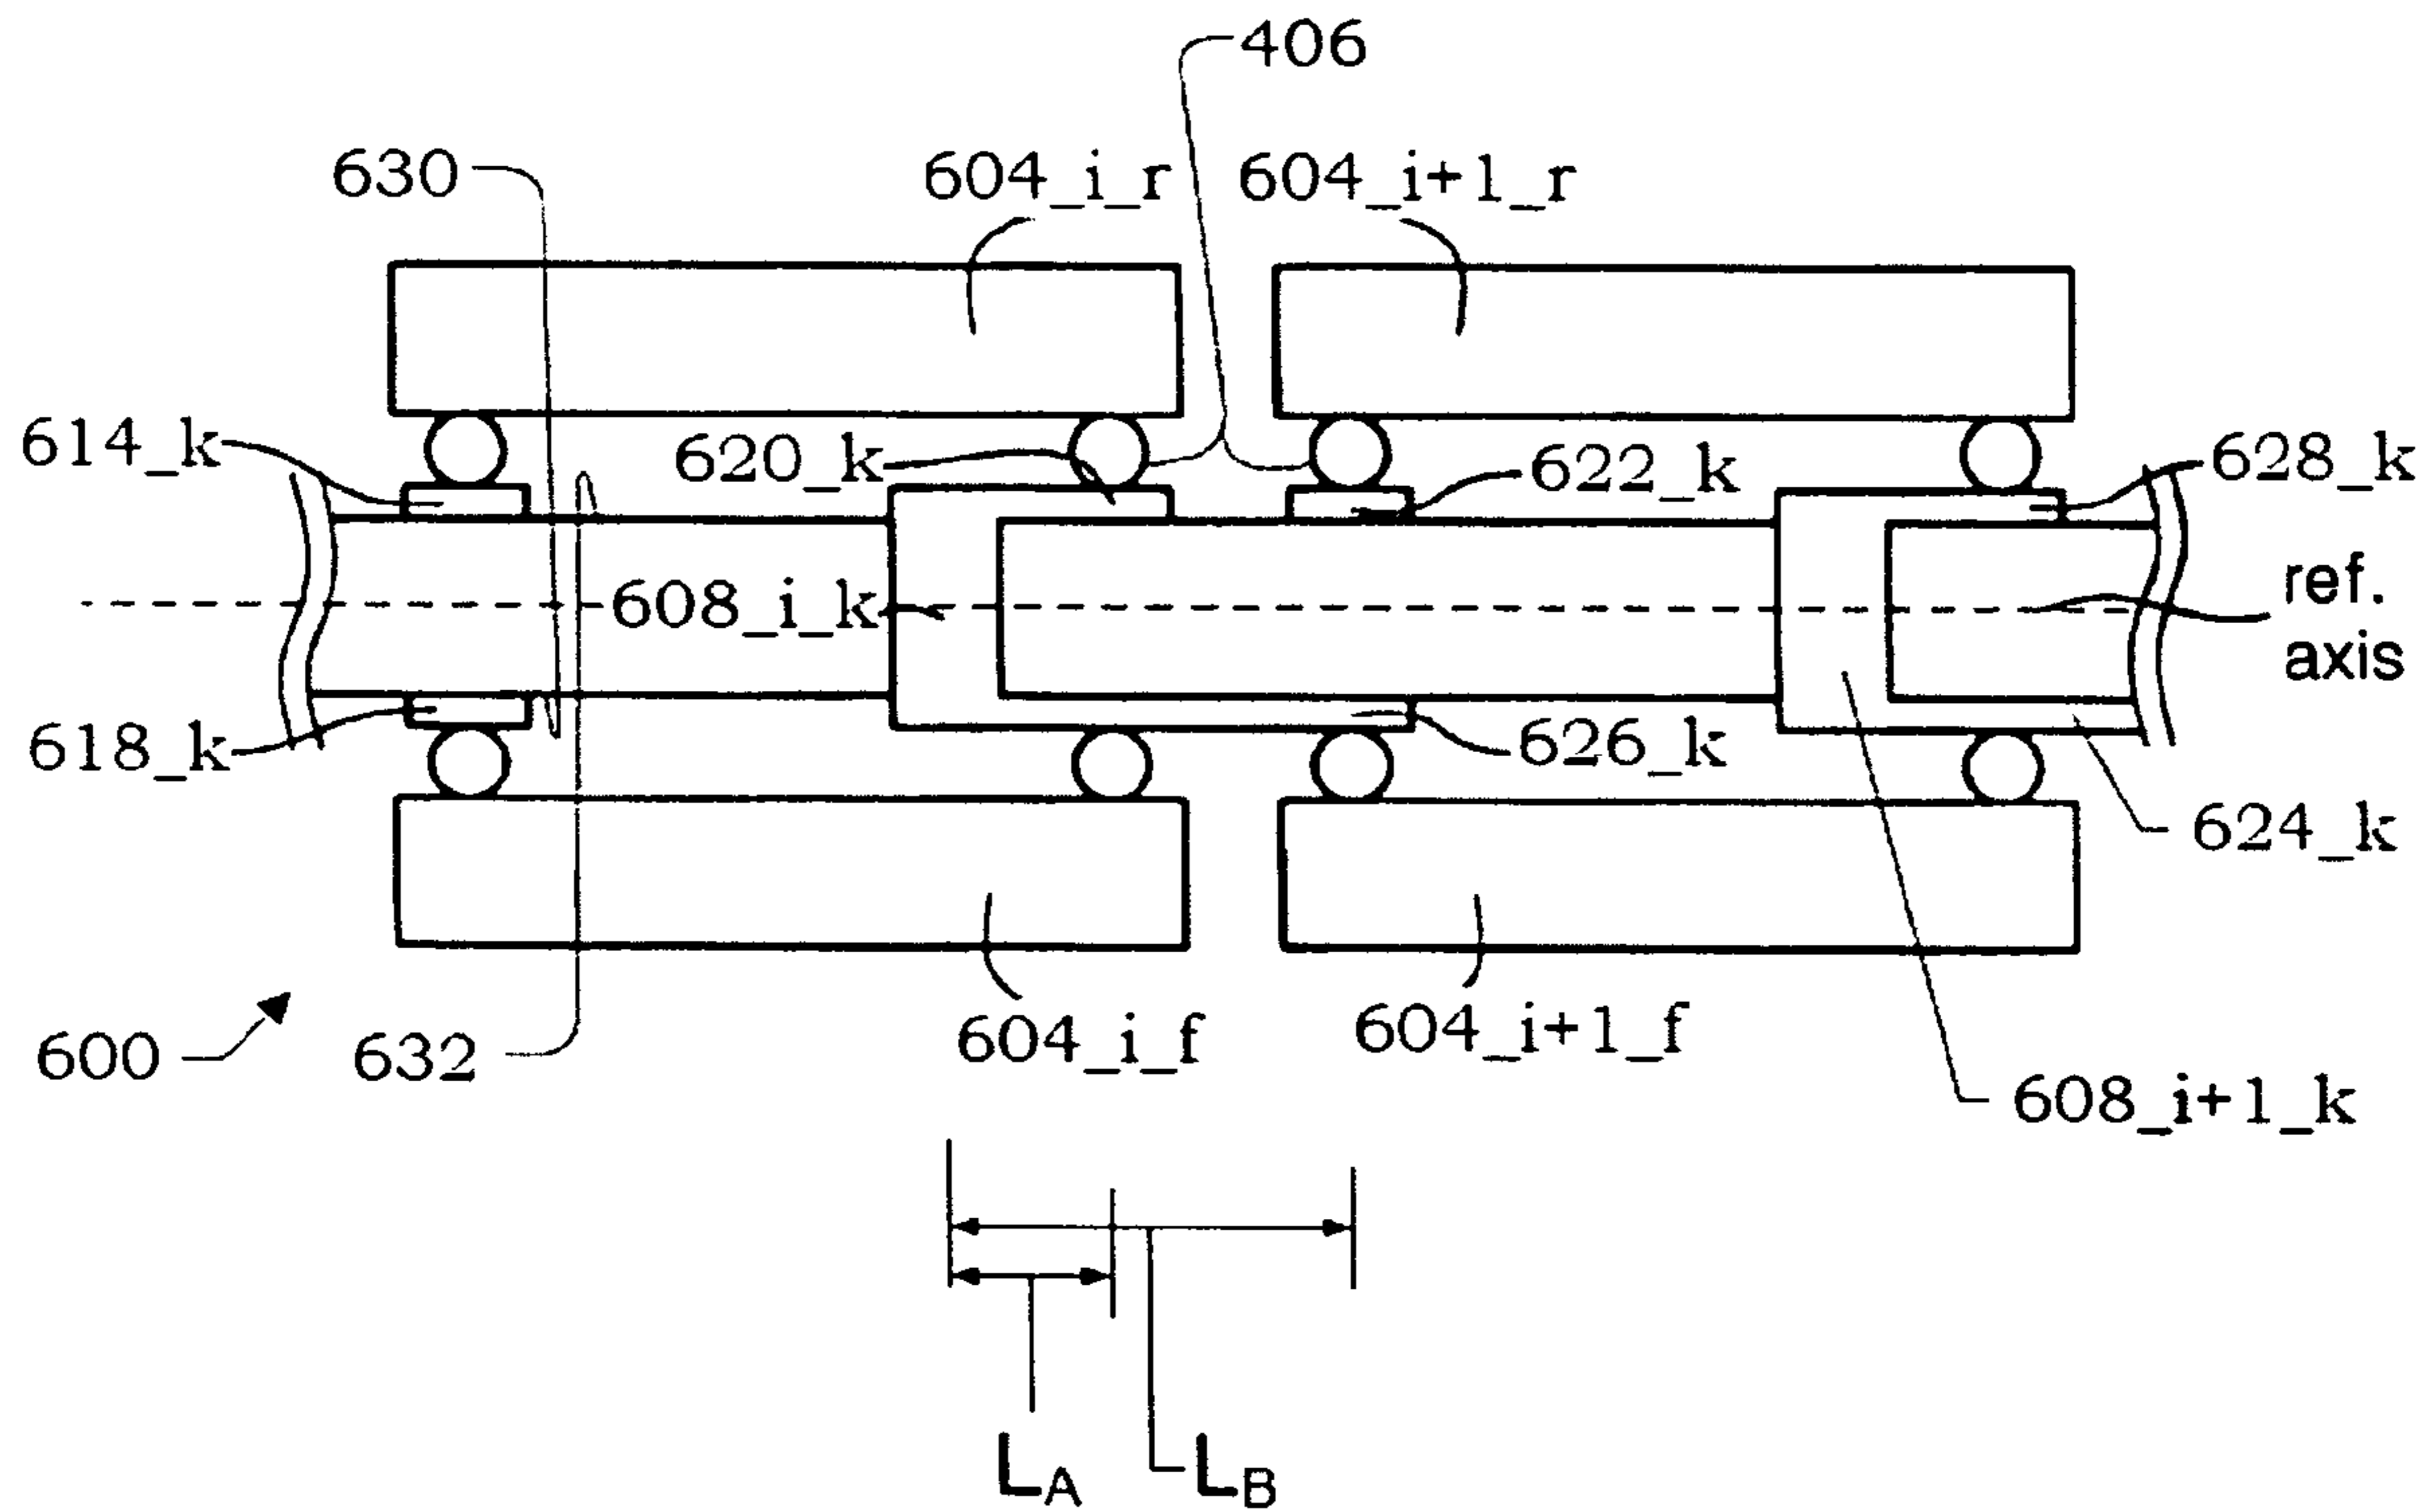 406
630
604_i_r
604_i+1_r
614_k
620_k
622_k
628_k
608_i_k
ref.
axis
618_k
626_k
624_k
600
632
604_i_f
604_i+1_f
608_i+1_k
LA
LB